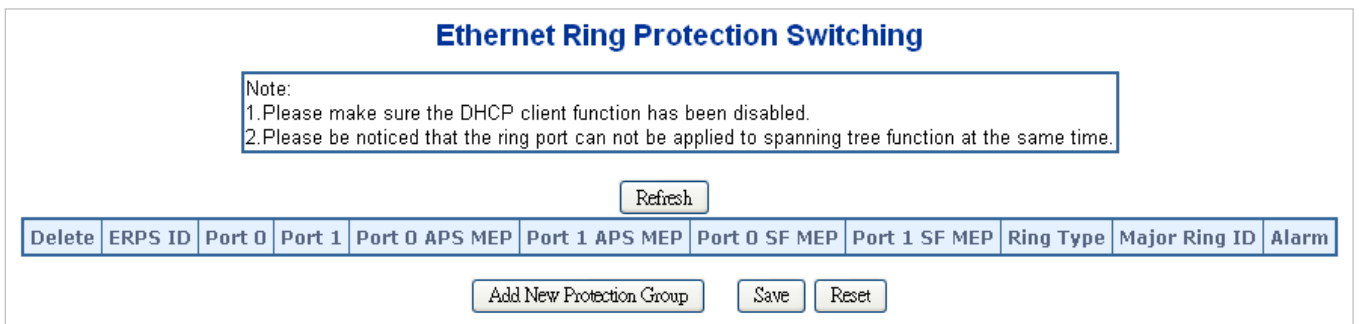 Ethernet Ring Protection Switching
Note:
1.Please make sure the DHCP client function has been disabled.
2.Please be noticed that the ring port can not be applied to spanning tree function at the same time.
Refresh
Delete ERPS ID Port 0 Port 1 Port 0 APS MEP Port 1 APS MEP Port 0 SF MEP Port 1 SF MEP Ring Type Major Ring ID Alarm
Add New Protection Group Save Reset